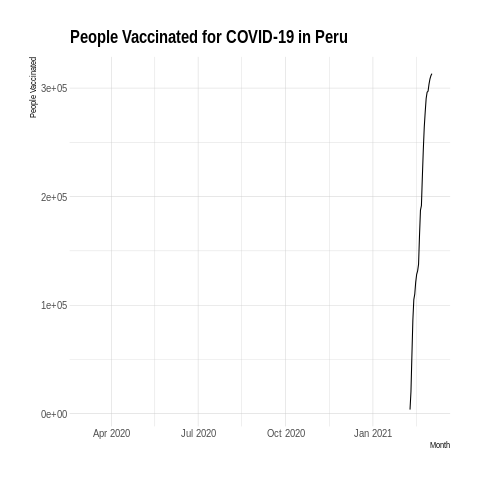 People Vaccinated for COVID-19 in Peru
People Vaccinated
3e+05
2e+05
1e+05
0e+00
Apr 2020 Jul 2020 Oct 2020 Jan 2021
Month